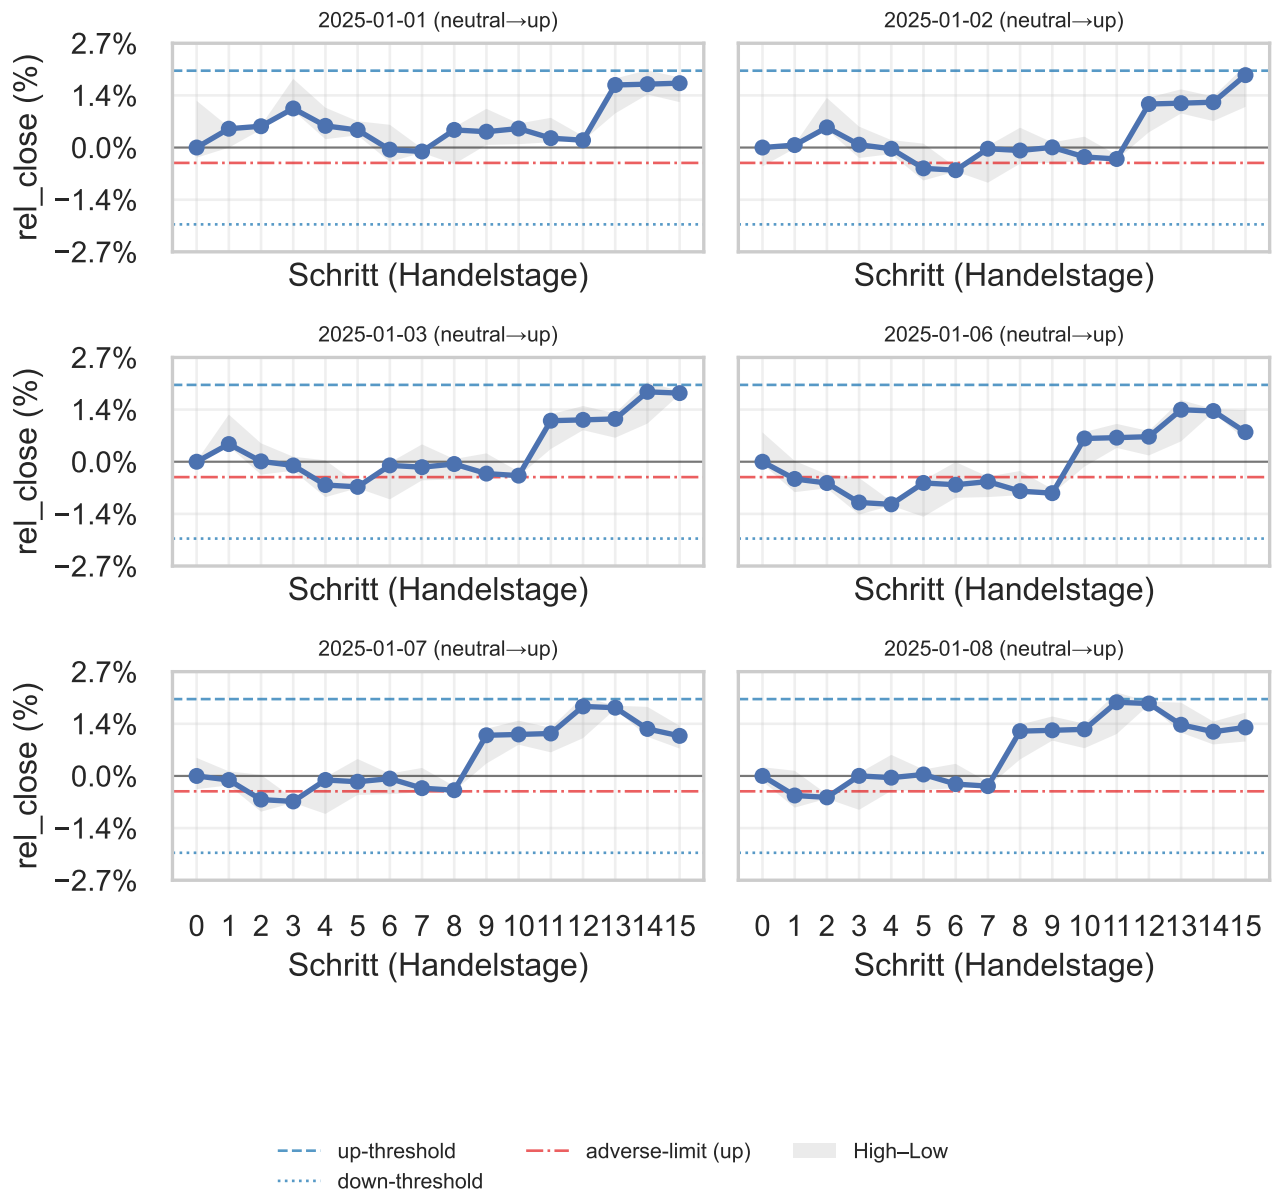 2025-01-01 (neutral→up)
2025-01-02 (neutral→up)
2.7%
1.4%
0.0%
−1.4%
−2.7%
rel_close (%)
Schritt (Handelstage)
Schritt (Handelstage)
2025-01-03 (neutral→up)
2025-01-06 (neutral→up)
2.7%
1.4%
0.0%
−1.4%
−2.7%
rel_close (%)
Schritt (Handelstage)
Schritt (Handelstage)
2025-01-07 (neutral→up)
2025-01-08 (neutral→up)
2.7%
1.4%
0.0%
−1.4%
−2.7%
rel_close (%)
0 1 2 3 4 5 6 7 8 9 10 11 12 13 14 15
0 1 2 3 4 5 6 7 8 9 10 11 12 13 14 15
Schritt (Handelstage)
Schritt (Handelstage)
up-threshold
down-threshold
adverse-limit (up)
High–Low